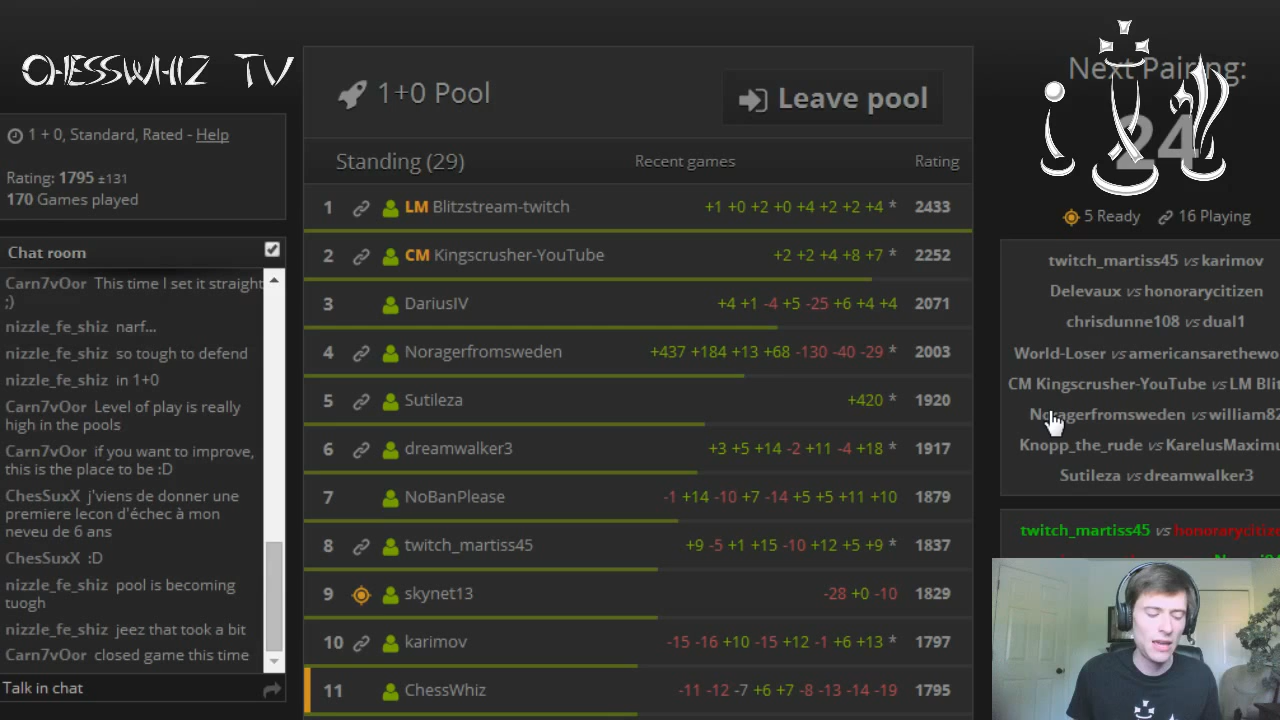 CHESSWHIZ TV
1 + 0, Standard, Rated - Help
Rating: 1795 ±131
170 Games played
Chat room
Carn7vOor This time I set it straight
;)
nizzle_fe_shiz narf...
nizzle_fe_shiz so tough to defend
nizzle_fe_shiz in 1+0
Carn7vOor Level of play is really
high in the pools
Carn7vOor if you want to improve,
this is the place to be :D
ChesSuxX j'viens de donner une
premiere lecon d'échec à mon
neveu de 6 ans
ChesSuxX :D
nizzle_fe_shiz pool is becoming
tuogh
nizzle_fe_shiz jeez that took a bit
Carn7vOor closed game this time
Talk in chat
1+0 Pool
Leave pool
Standing (29) Recent games Rating
1 LM Blitzstream-twitch +1 +0 +2 +0 +4 +2 +2 +4 * 2433
2 CM Kingscrusher-YouTube +2 +2 +4 +8 +7 * 2252
3 DariusIV +4 +1 -4 +5 -25 +6 +4 +4 2071
4 Noragerfromsweden +437 +184 +13 +68 -130 -40 -29 * 2003
5 Sutileza +420 * 1920
6 dreamwalker3 +3 +5 +14 -2 +11 -4 +18 * 1917
7 NoBanPlease -1 +14 -10 +7 -14 +5 +5 +11 +10 1879
8 twitch_martiss45 +9 -5 +1 +15 -10 +12 +5 +9 * 1837
9 skynet13 -28 +0 -10 1829
10 karimov -15 -16 +10 -15 +12 -1 +6 +13 * 1797
11 ChessWhiz -11 -12 -7 +6 +7 -8 -13 -14 -19 1795
Next Pairing:
24
5 Ready 16 Playing
twitch_martiss45 vs karimov
Delevaux vs honorarycitizen
chrisdunne108 vs dual1
World-Loser vs americansarethewo
CM Kingscrusher-YouTube vs LM Blit
Noragerfromsweden vs william82
Knopp_the_rude vs KarelusMaximu
Sutileza vs dreamwalker3
twitch_martiss45 vs honorarycitize